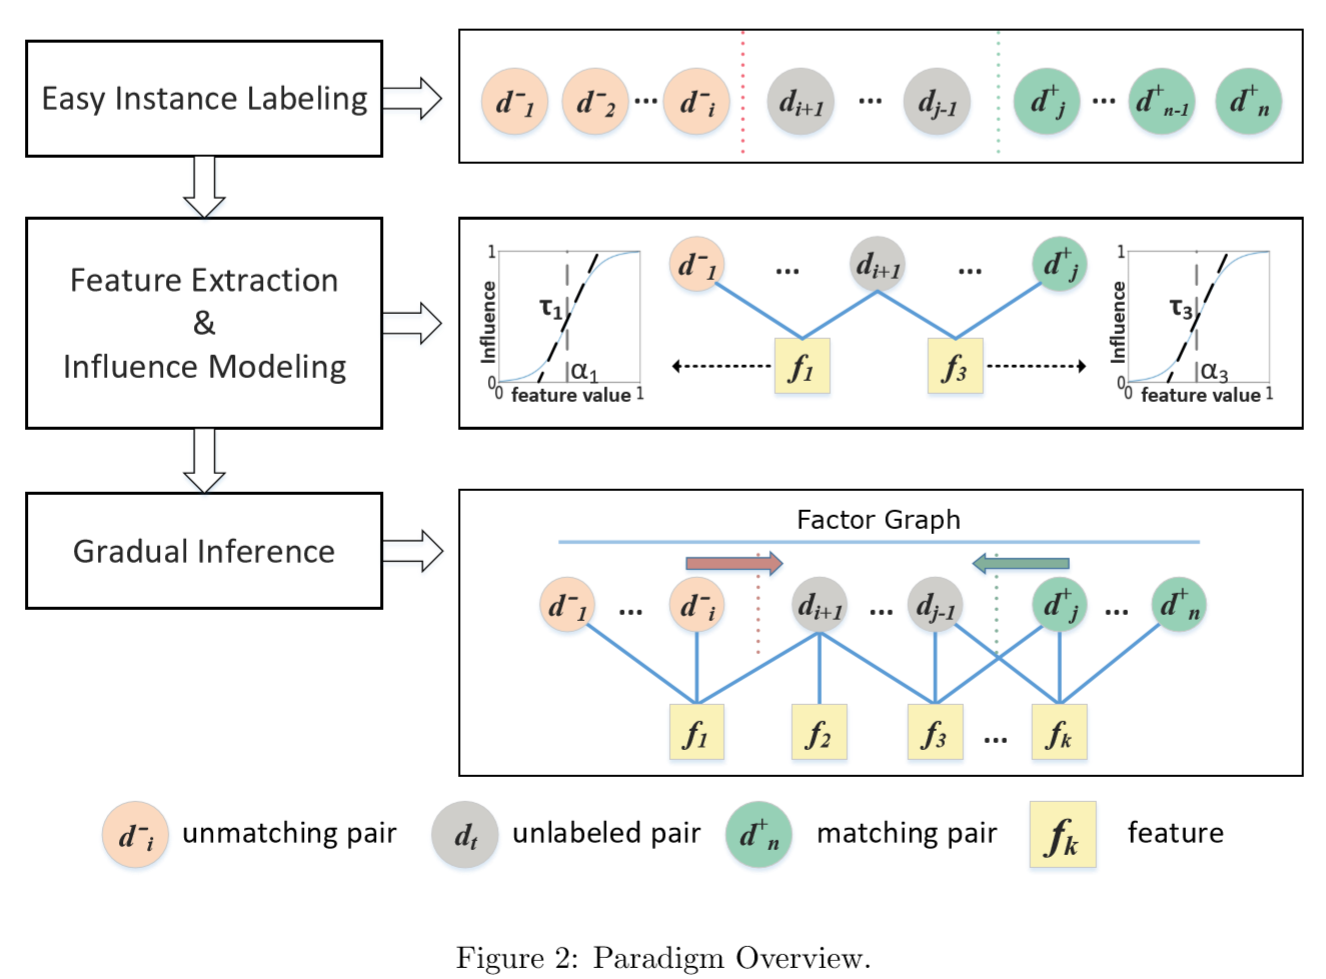 Easy Instance Labeling
d⁻₁ d⁻₂ ... d⁻ᵢ dᵢ₊₁ ... dⱼ₋₁ d⁺ⱼ ... d⁺ₙ₋₁ d⁺ₙ
Feature Extraction
&
Influence Modeling
1
Influence
τ₁
α₁
0
0 feature value 1
d⁻₁ ... dᵢ₊₁ ... d⁺ⱼ
f₁ f₃
1
Influence
τ₃
α₃
0
0 feature value 1
Gradual Inference
Factor Graph
d⁻₁ ... d⁻ᵢ dᵢ₊₁ ... dⱼ₋₁ d⁺ⱼ ... d⁺ₙ
f₁ f₂ f₃ ... fₖ
d⁻ᵢ unmatching pair dₜ unlabeled pair d⁺ₙ matching pair fₖ feature
Figure 2: Paradigm Overview.